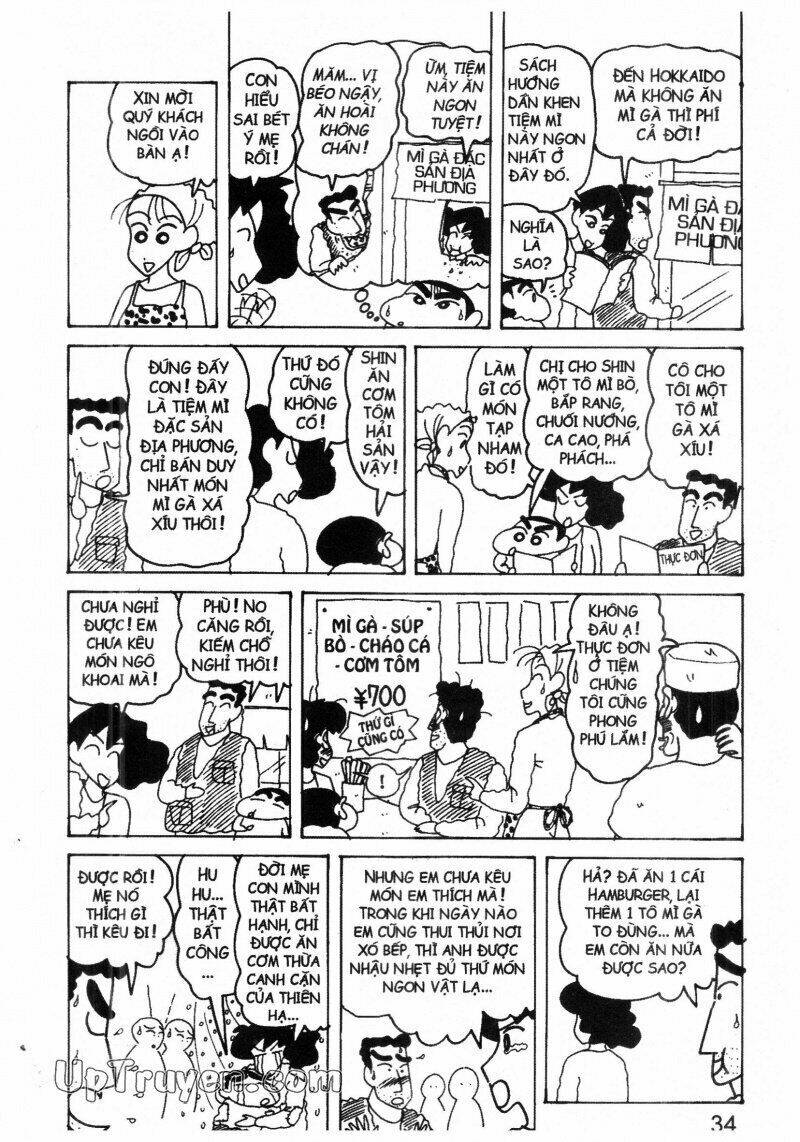 ĐẾN HOKKAIDO
MÀ KHÔNG ĂN
MÌ GÀ THÌ PHÍ
CẢ ĐỜI!
SÁCH
HƯỚNG
DẪN KHEN
TIỆM MÌ
NÀY NGON
NHẤT Ở
ĐÂY ĐÓ.
NGHĨA
LÀ
SAO?
MÌ GÀ ĐẶ
SẢN ĐỊA
PHƯƠNG
ỪM, TIỆM
NÀY ĂN
NGON
TUYỆT!
MĂM... VỊ
BÉO NGẬY,
ĂN HOÀI
KHÔNG
CHÁN!
MÌ GÀ ĐẶC
SẢN ĐỊA
PHƯƠNG
CON
HIỂU
SAI BÉT
Ý MẸ
RỒI!
XIN MỜI
QUÝ KHÁCH
NGỒI VÀO
BÀN Ạ!
CÔ CHO
TÔI MỘT
TÔ MÌ
GÀ XÁ
XÍU!
THỰC ĐƠN
CHỊ CHO SHIN
MỘT TÔ MÌ BÒ,
BẮP RANG,
CHUỐI NƯỚNG,
CA CAO, PHÁ
PHÁCH...
LÀM
GÌ CÓ
MÓN
TẠP
NHAM
ĐÓ!
SHIN
ĂN
CƠM
TÔM
HẢI
SẢN
VẬY!
THỨ ĐÓ
CŨNG
KHÔNG
CÓ!
ĐÚNG ĐẤY
CON! ĐÂY
LÀ TIỆM MÌ
ĐẶC SẢN
ĐỊA PHƯƠNG,
CHỈ BÁN DUY
NHẤT MÓN
MÌ GÀ XÁ
XÍU THÔI!
KHÔNG
ĐÂU Ạ!
THỰC ĐƠN
Ở TIỆM
CHÚNG
TÔI CŨNG
PHONG
PHÚ LẮM!
MÌ GÀ - SÚP
BÒ - CHÁO CÁ
- CƠM TÔM
¥700
THỨ GÌ
CŨNG CÓ
!
PHÙ! NO
CĂNG RỒI,
KIẾM CHỖ
NGHỈ THÔI!
CHƯA NGHỈ
ĐƯỢC! EM
CHƯA KÊU
MÓN NGÔ
KHOAI MÀ!
HẢ? ĐÃ ĂN 1 CÁI
HAMBURGER, LẠI
THÊM 1 TÔ MÌ GÀ
TO ĐÙNG... MÀ
EM CÒN ĂN NỮA
ĐƯỢC SAO?
NHƯNG EM CHƯA KÊU
MÓN EM THÍCH MÀ!
TRONG KHI NGÀY NÀO
EM CŨNG THUI THỦI NƠI
XÓ BẾP, THÌ ANH ĐƯỢC
NHẬU NHẸT ĐỦ THỨ MÓN
NGON VẬT LẠ...
ĐỜI MẸ
CON MÌNH
THẬT BẤT
HẠNH, CHỈ
ĐƯỢC ĂN
CƠM THỪA
CANH CẶN
CỦA THIÊN
HẠ...
HU
HU...
THẬT
BẤT
CÔNG
...
ĐƯỢC RỒI!
MẸ NÓ
THÍCH GÌ
THÌ KÊU ĐI!
UpTruyen.com
34